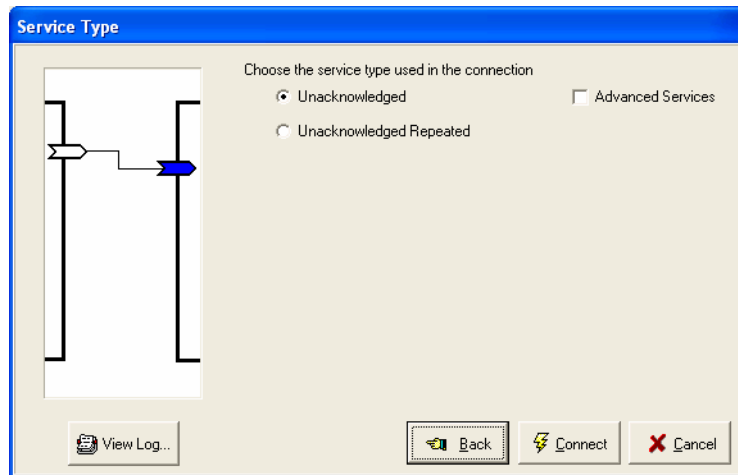 Service Type
Choose the service type used in the connection
Unacknowledged
Advanced Services
Unacknowledged Repeated
View Log...
Back
Connect
Cancel